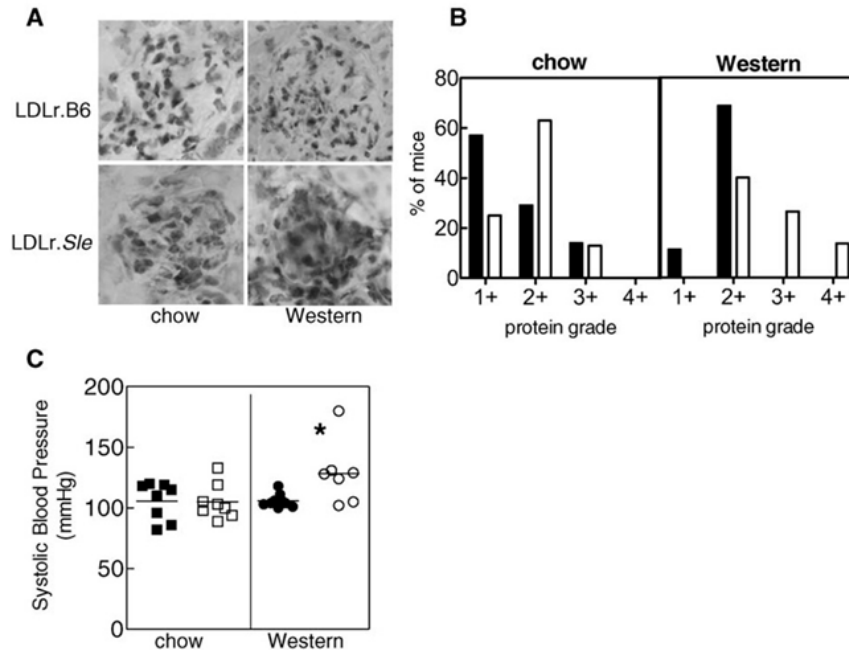 A
LDLr.B6
LDLr.Sle
chow
Western
B
chow
Western
% of mice
80
60
40
20
0
1+ 2+ 3+ 4+
1+ 2+ 3+ 4+
protein grade
protein grade
C
Systolic Blood Pressure
(mmHg)
200
150
100
50
0
*
chow
Western